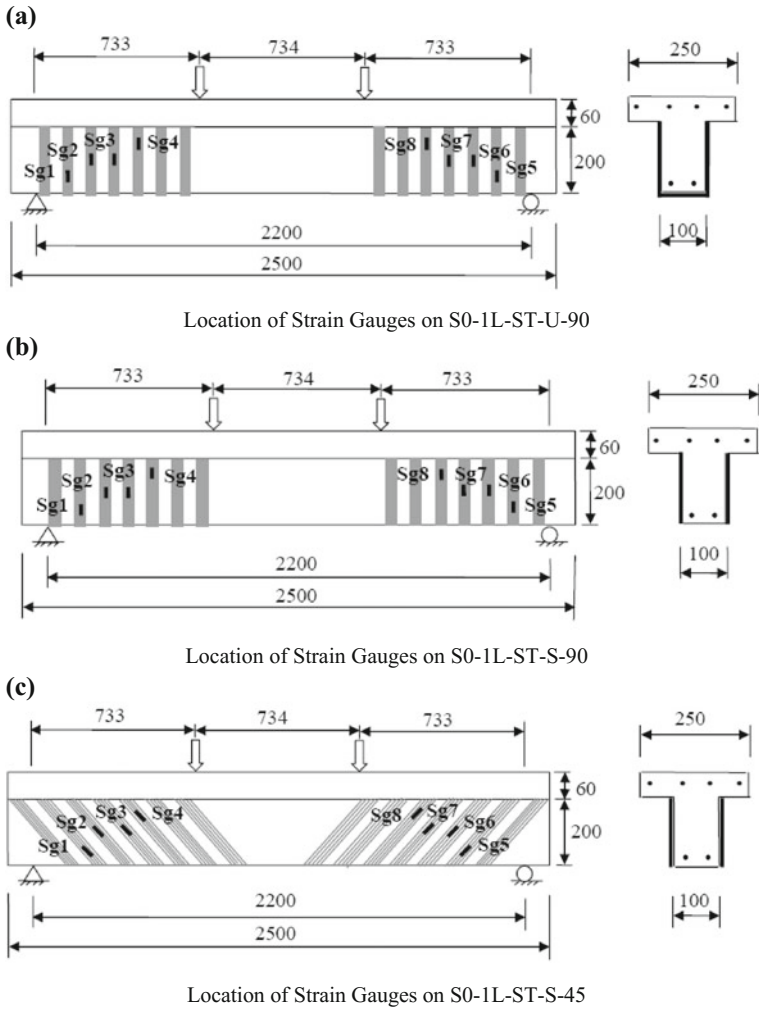 (a)
733 734 733 250
60
Sg1 Sg2 Sg3 Sg4 Sg8 Sg7 Sg6 Sg5
200
2200 100
2500
Location of Strain Gauges on S0-1L-ST-U-90
(b)
733 734 733 250
60
Sg1 Sg2 Sg3 Sg4 Sg8 Sg7 Sg6 Sg5
200
2200 100
2500
Location of Strain Gauges on S0-1L-ST-S-90
(c)
733 734 733 250
60
Sg1 Sg2 Sg3 Sg4 Sg8 Sg7 Sg6 Sg5
200
2200 100
2500
Location of Strain Gauges on S0-1L-ST-S-45